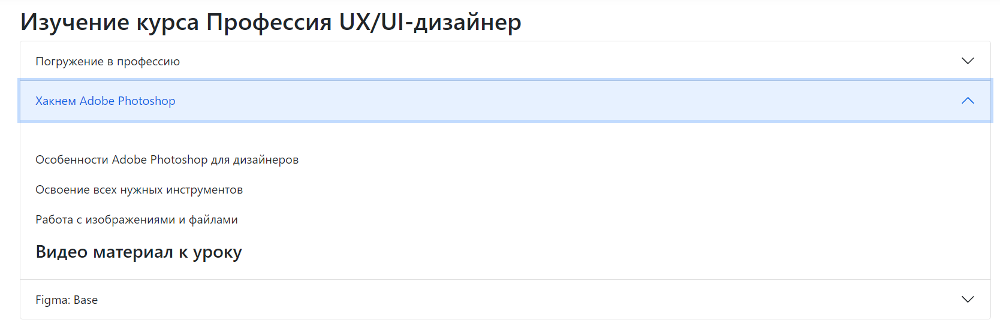 Изучение курса Профессия UX/UI-дизайнер
Погружение в профессию
Хакнем Adobe Photoshop
Особенности Adobe Photoshop для дизайнеров
Освоение всех нужных инструментов
Работа с изображениями и файлами
Видео материал к уроку
Figma: Base